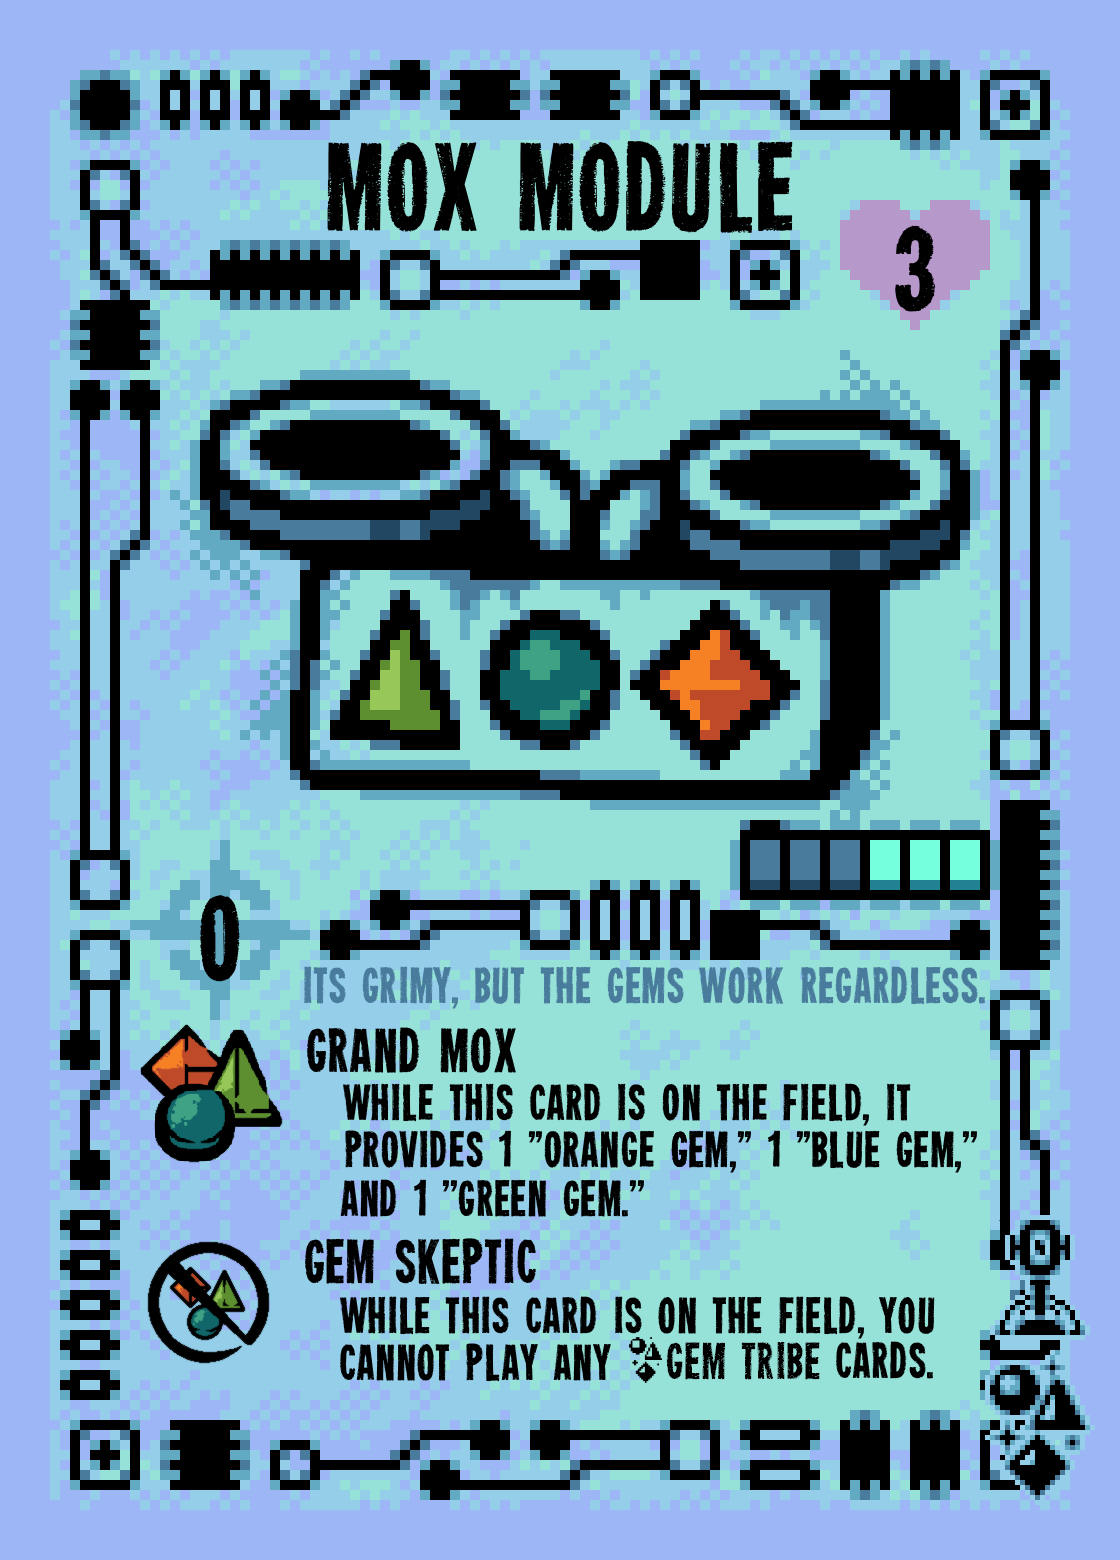 MOX MODULE
3
0
ITS GRIMY, BUT THE GEMS WORK REGARDLESS.
GRAND MOX
WHILE THIS CARD IS ON THE FIELD, IT
PROVIDES 1 "ORANGE GEM," 1 "BLUE GEM,"
AND 1 "GREEN GEM."
GEM SKEPTIC
WHILE THIS CARD IS ON THE FIELD, YOU
CANNOT PLAY ANY GEM TRIBE CARDS.